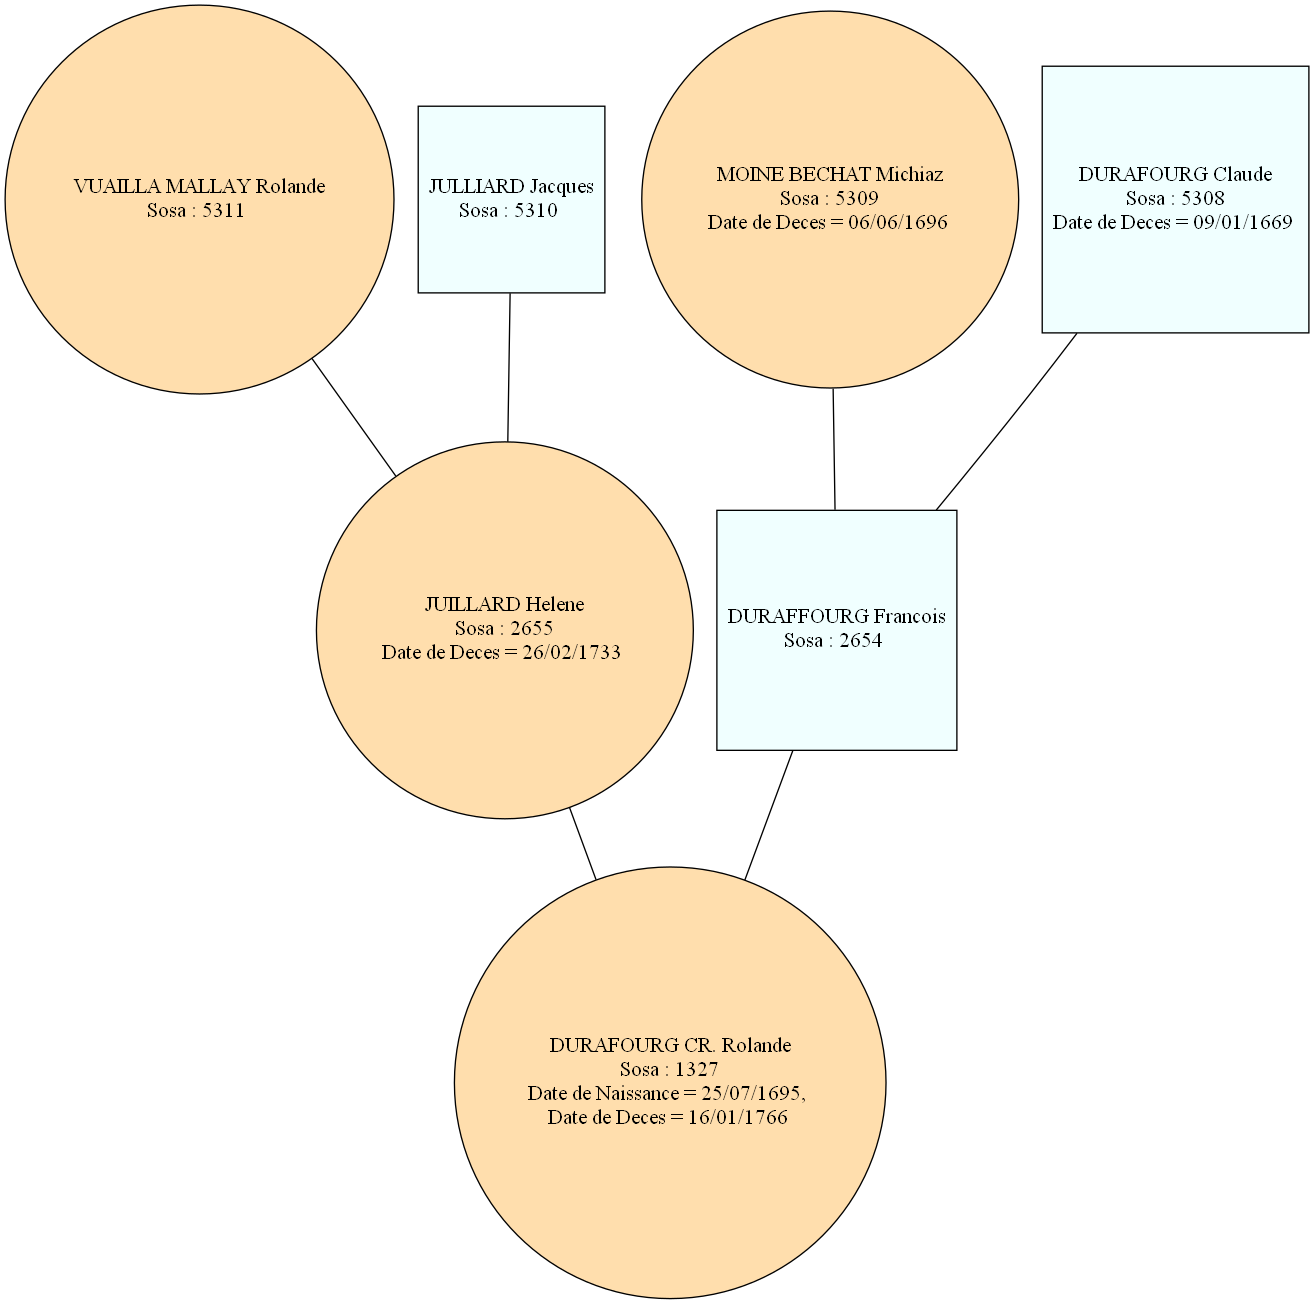 VUAILLA MALLAY Rolande
Sosa : 5311
JULLIARD Jacques
Sosa : 5310
MOINE BECHAT Michiaz
Sosa : 5309
Date de Deces = 06/06/1696
DURAFOURG Claude
Sosa : 5308
Date de Deces = 09/01/1669
JUILLARD Helene
Sosa : 2655
Date de Deces = 26/02/1733
DURAFFOURG Francois
Sosa : 2654
DURAFOURG CR. Rolande
Sosa : 1327
Date de Naissance = 25/07/1695,
Date de Deces = 16/01/1766